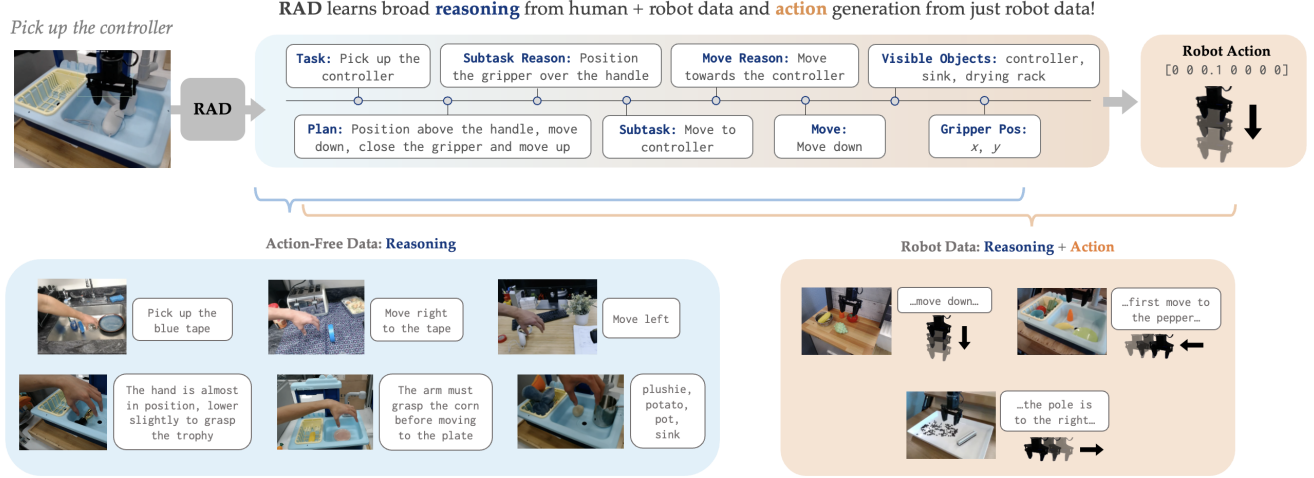 RAD learns broad reasoning from human + robot data and action generation from just robot data!
Pick up the controller
RAD
Task: Pick up the
controller
Subtask Reason: Position
the gripper over the handle
Move Reason: Move
towards the controller
Visible Objects: controller,
sink, drying rack
Plan: Position above the handle, move
down, close the gripper and move up
Subtask: Move to
controller
Move:
Move down
Gripper Pos:
x, y
Robot Action
[0 0 0.1 0 0 0 0]
Action-Free Data: Reasoning
Pick up the
blue tape
Move right
to the tape
Move left
The hand is almost
in position, lower
slightly to grasp
the trophy
The arm must
grasp the corn
before moving
to the plate
plushie,
potato,
pot,
sink
Robot Data: Reasoning + Action
…move down…
…first move to
the pepper…
…the pole is
to the right…